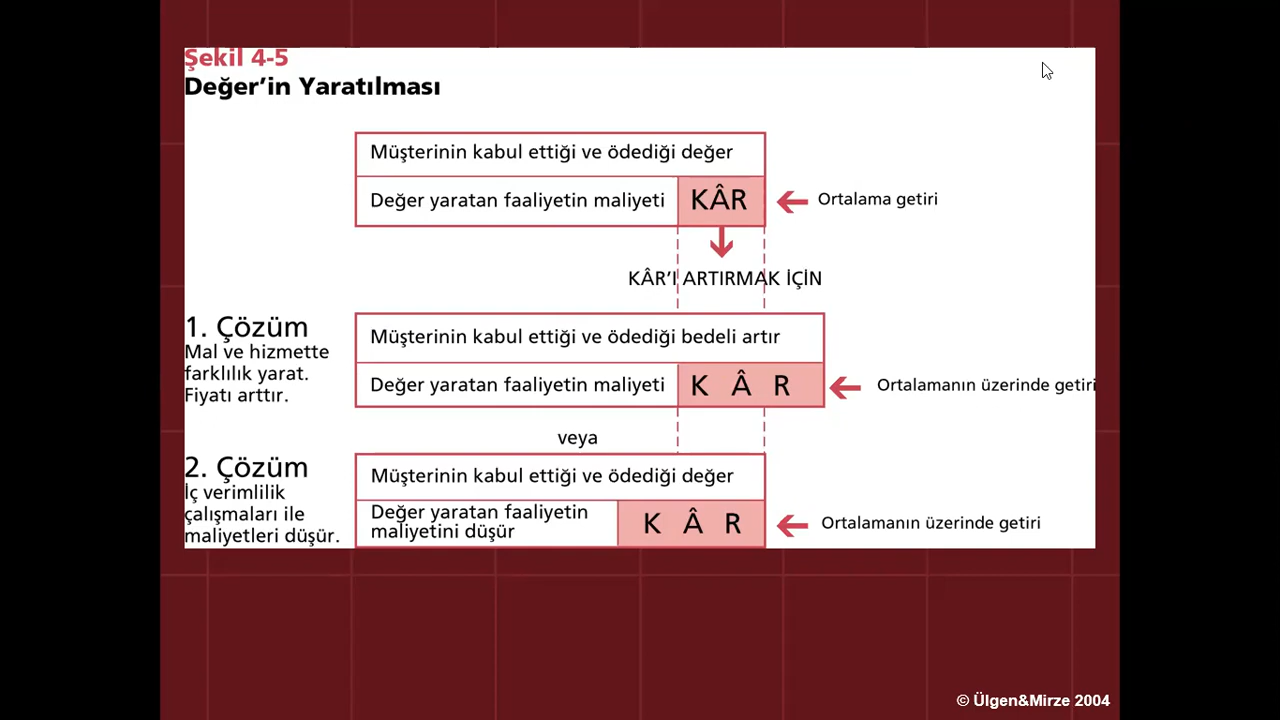 Şekil 4-5
Değer’in Yaratılması
Müşterinin kabul ettiği ve ödediği değer
Değer yaratan faaliyetin maliyeti
KÂR
Ortalama getiri
KÂR’I ARTIRMAK İÇİN
1. Çözüm
Mal ve hizmette
farklılık yarat.
Fiyatı arttır.
Müşterinin kabul ettiği ve ödediği bedeli artır
Değer yaratan faaliyetin maliyeti
K Â R
Ortalamanın üzerinde getiri
veya
2. Çözüm
İç verimlilik
çalışmaları ile
maliyetleri düşür.
Müşterinin kabul ettiği ve ödediği değer
Değer yaratan faaliyetin
maliyetini düşür
K Â R
Ortalamanın üzerinde getiri
© Ülgen&Mirze 2004